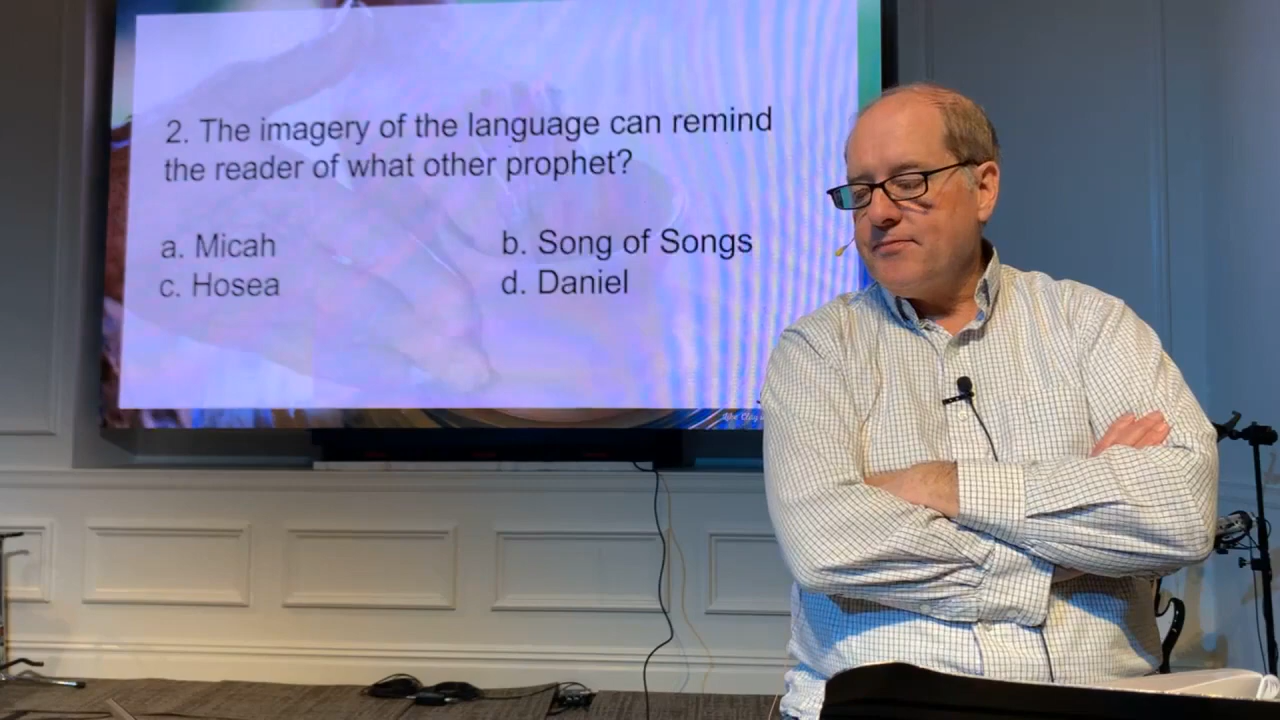 2. The imagery of the language can remind
the reader of what other prophet?
a. Micah b. Song of Songs
c. Hosea d. Daniel